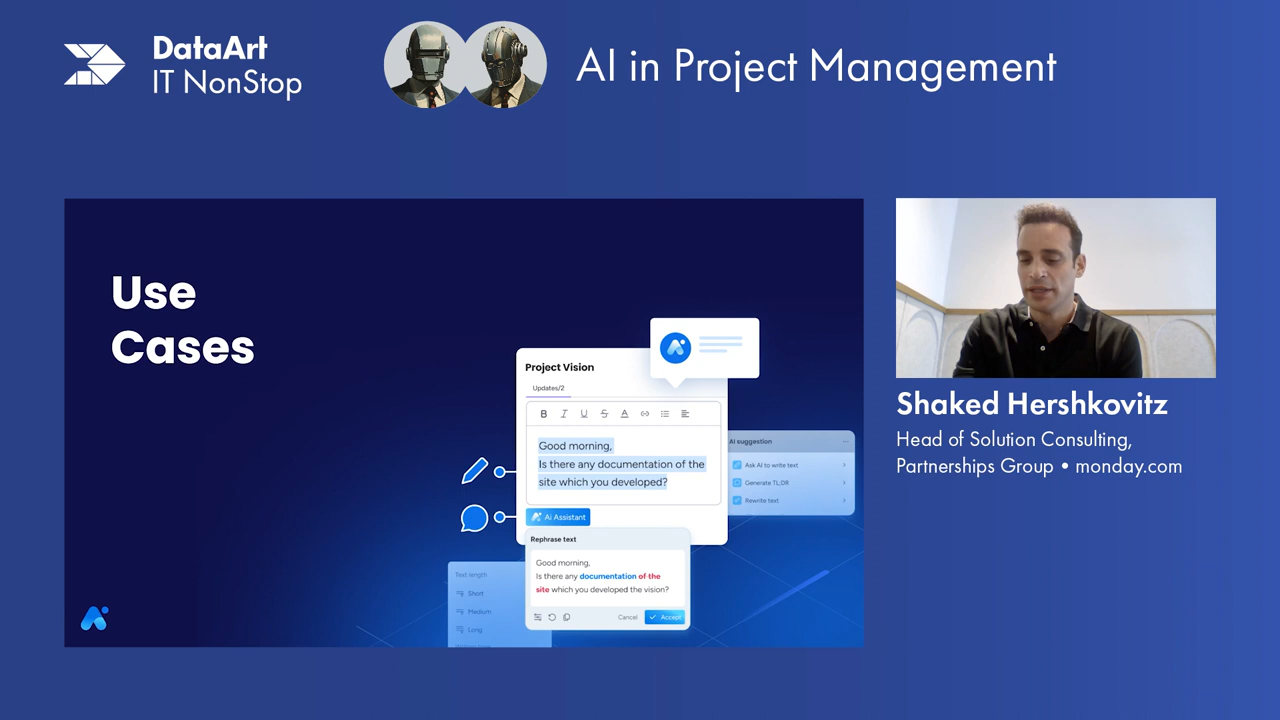 DataArt
IT NonStop
AI in Project Management
Use
Cases
Project Vision
Updates/2
B I U S A
Good morning,
Is there any documentation of the
site which you developed?
Ai Assistant
AI suggestion
Ask AI to write text
Generate TL;DR
Rewrite text
Rephrase text
Good morning,
Is there any documentation of the
site which you developed the vision?
Cancel
Accept
Text length
Short
Medium
Long
Shaked Hershkovitz
Head of Solution Consulting,
Partnerships Group • monday.com